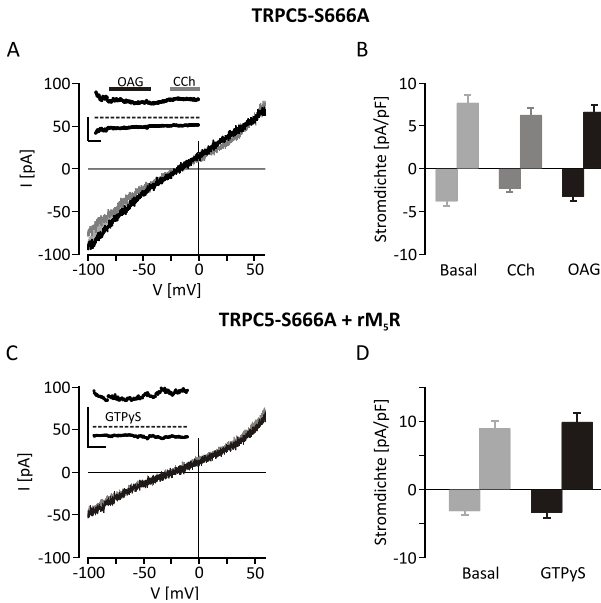 TRPC5-S666A
A
B
OAG
CCh
100
50
0
-50
-100
I [pA]
-100
-50
0
50
V [mV]
10
5
0
-5
-10
Stromdichte [pA/pF]
Basal
CCh
OAG
TRPC5-S666A + rM₅R
C
D
GTPyS
100
50
0
-50
-100
I [pA]
-100
-50
0
50
V [mV]
10
0
-10
Stromdichte [pA/pF]
Basal
GTPyS